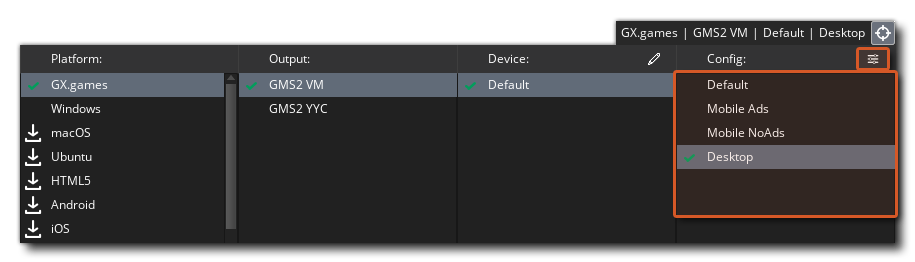 GX.games | GMS2 VM | Default | Desktop
Platform: Output: Device: Config:
GX.games GMS2 VM Default Default
Windows GMS2 YYC Mobile Ads
macOS Mobile NoAds
Ubuntu Desktop
HTML5
Android
iOS